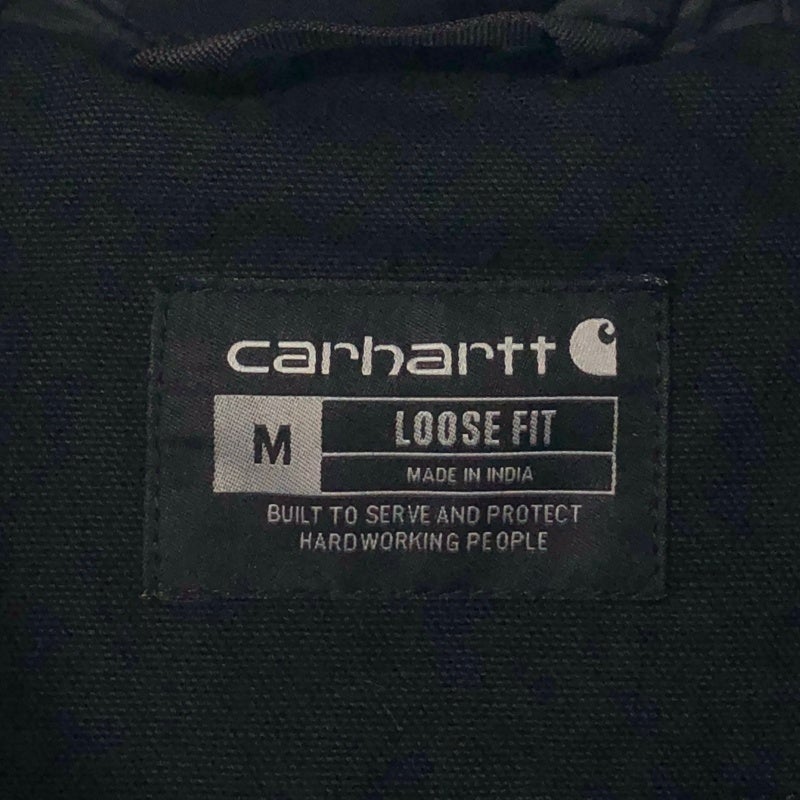 carhartt
M
LOOSE FIT
MADE IN INDIA
BUILT TO SERVE AND PROTECT
HARDWORKING PEOPLE